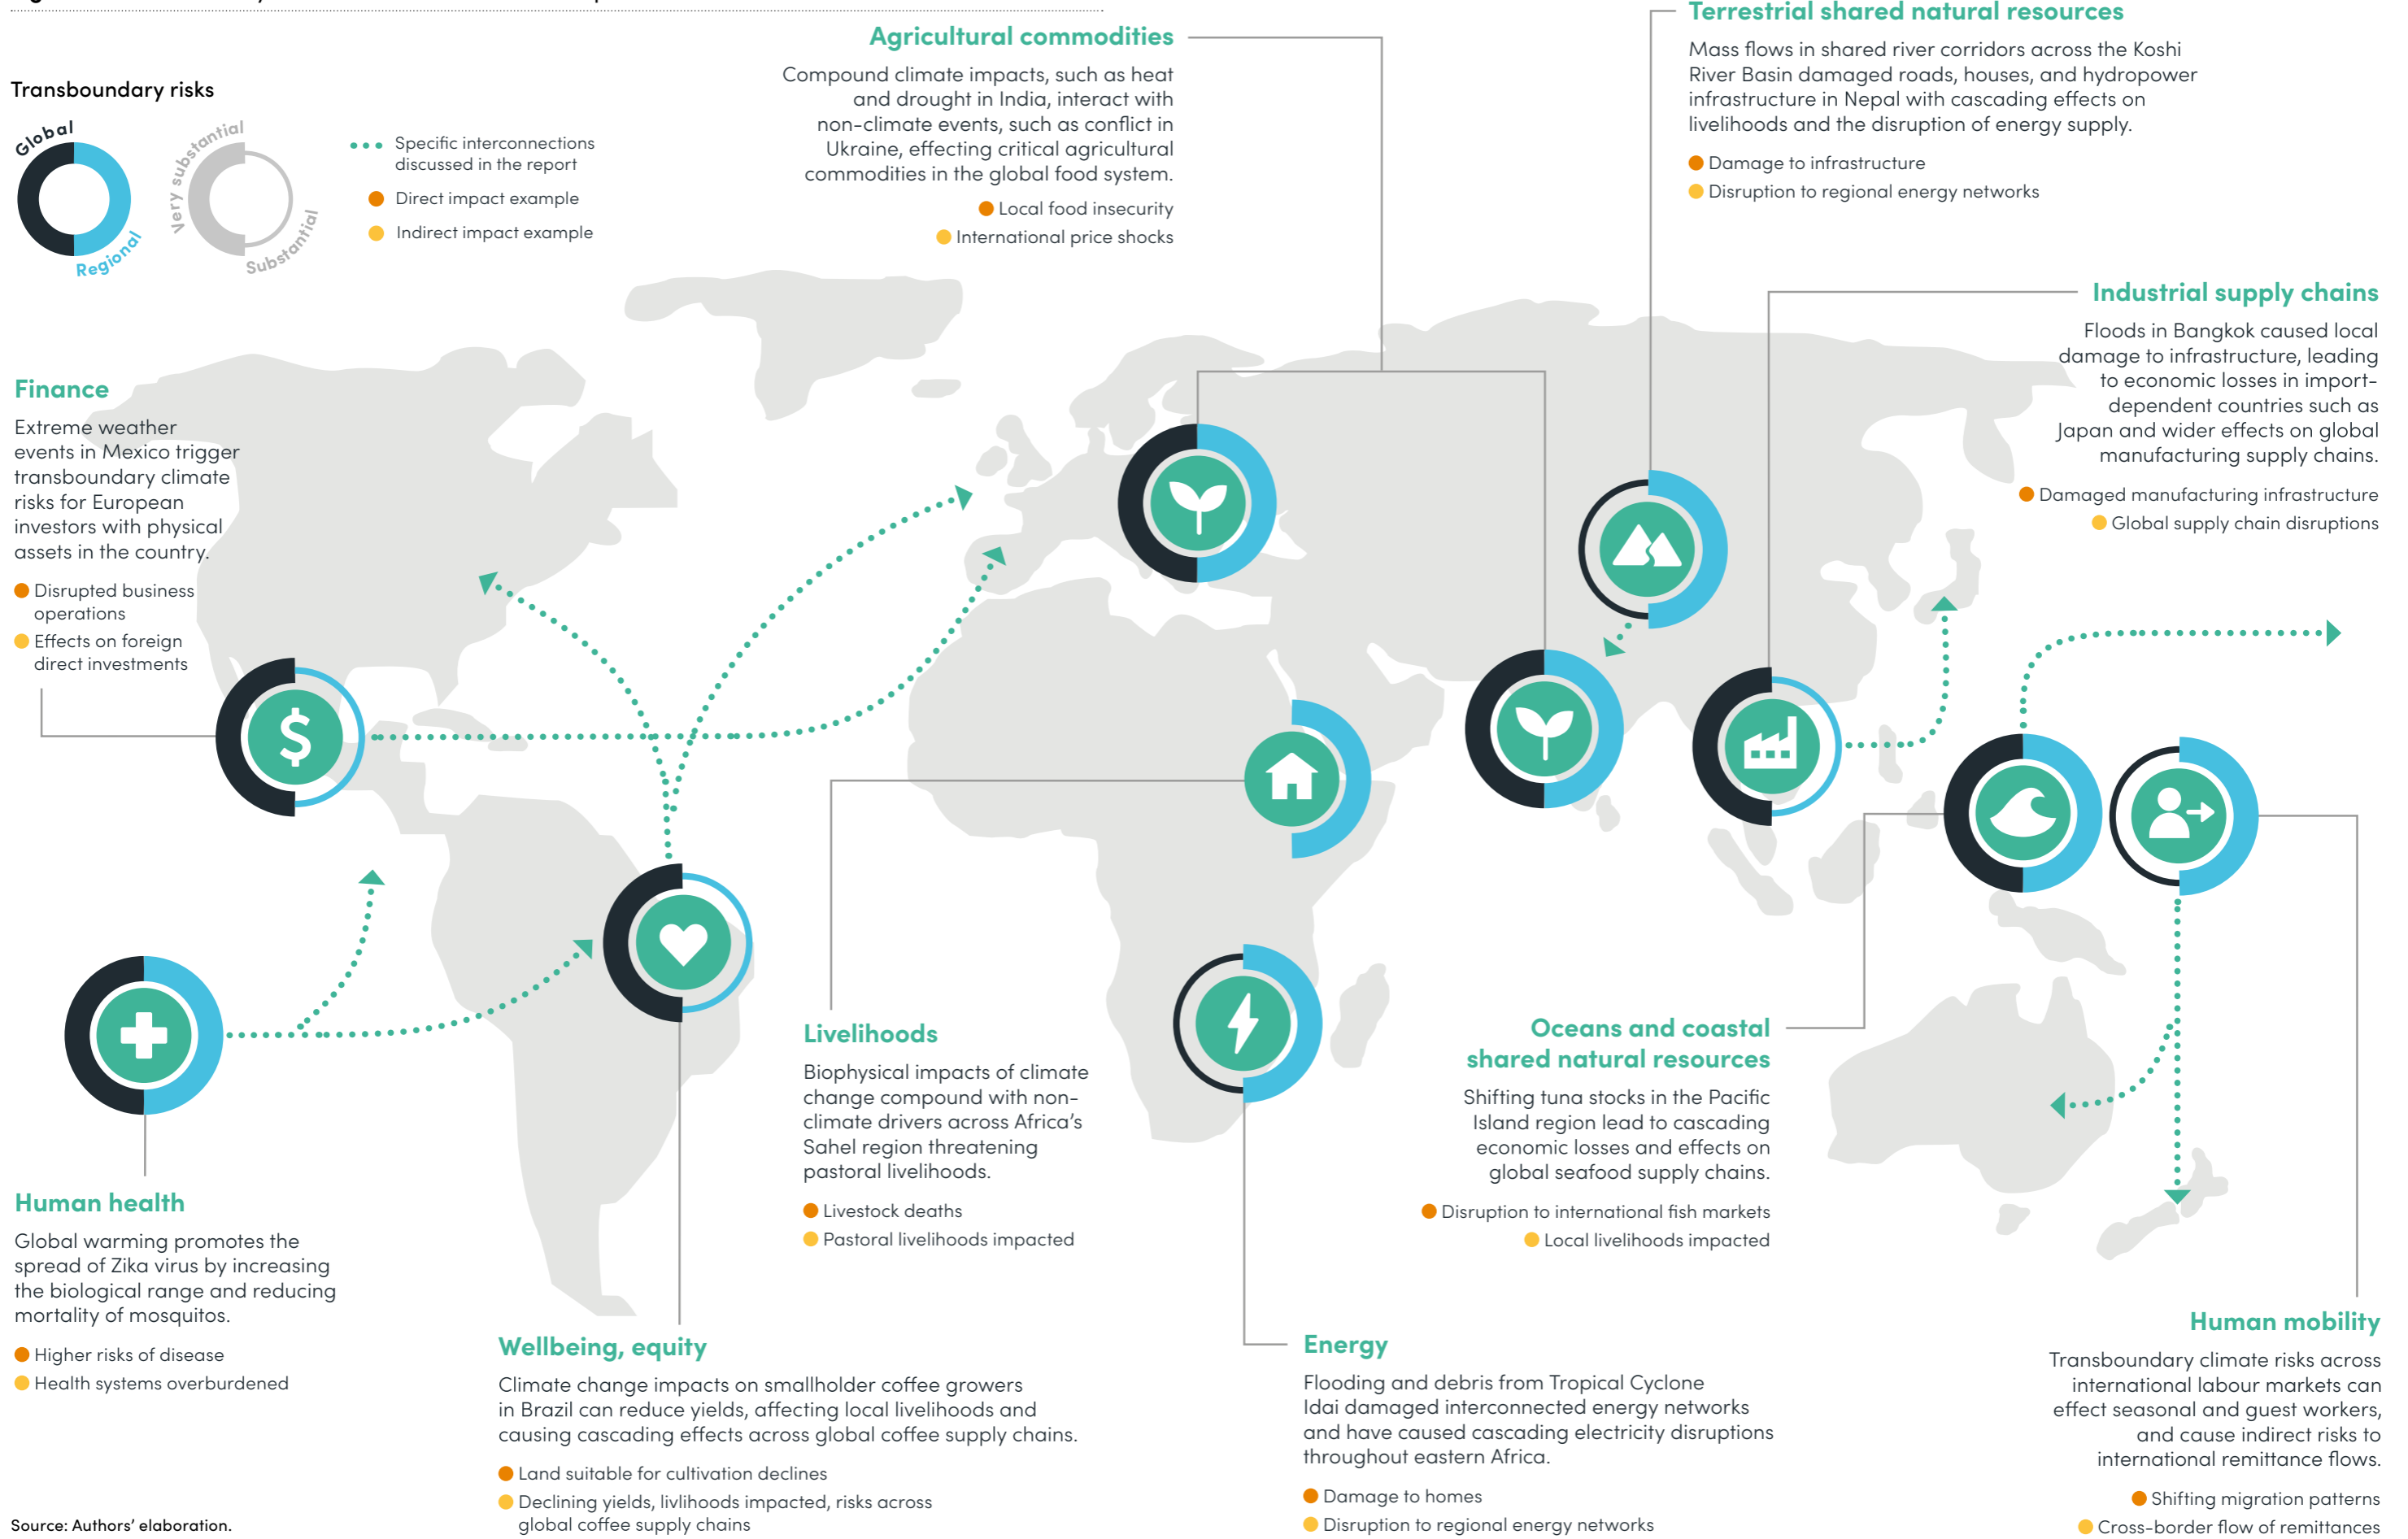 Transboundary risks
Global
Regional
Very substantial
Substantial
Specific interconnections
discussed in the report
Direct impact example
Indirect impact example
Agricultural commodities
Compound climate impacts, such as heat
and drought in India, interact with
non-climate events, such as conflict in
Ukraine, effecting critical agricultural
commodities in the global food system.
Local food insecurity
International price shocks
Terrestrial shared natural resources
Mass flows in shared river corridors across the Koshi
River Basin damaged roads, houses, and hydropower
infrastructure in Nepal with cascading effects on
livelihoods and the disruption of energy supply.
Damage to infrastructure
Disruption to regional energy networks
Industrial supply chains
Floods in Bangkok caused local
damage to infrastructure, leading
to economic losses in import-
dependent countries such as
Japan and wider effects on global
manufacturing supply chains.
Damaged manufacturing infrastructure
Global supply chain disruptions
Finance
Extreme weather
events in Mexico trigger
transboundary climate
risks for European
investors with physical
assets in the country.
Disrupted business
operations
Effects on foreign
direct investments
$
Human health
Global warming promotes the
spread of Zika virus by increasing
the biological range and reducing
mortality of mosquitos.
Higher risks of disease
Health systems overburdened
Wellbeing, equity
Climate change impacts on smallholder coffee growers
in Brazil can reduce yields, affecting local livelihoods and
causing cascading effects across global coffee supply chains.
Land suitable for cultivation declines
Declining yields, livlihoods impacted, risks across
global coffee supply chains
Livelihoods
Biophysical impacts of climate
change compound with non-
climate drivers across Africa's
Sahel region threatening
pastoral livelihoods.
Livestock deaths
Pastoral livelihoods impacted
Energy
Flooding and debris from Tropical Cyclone
Idai damaged interconnected energy networks
and have caused cascading electricity disruptions
throughout eastern Africa.
Damage to homes
Disruption to regional energy networks
Oceans and coastal
shared natural resources
Shifting tuna stocks in the Pacific
Island region lead to cascading
economic losses and effects on
global seafood supply chains.
Disruption to international fish markets
Local livelihoods impacted
Human mobility
Transboundary climate risks across
international labour markets can
effect seasonal and guest workers,
and cause indirect risks to
international remittance flows.
Shifting migration patterns
Cross-border flow of remittances
Source: Authors' elaboration.